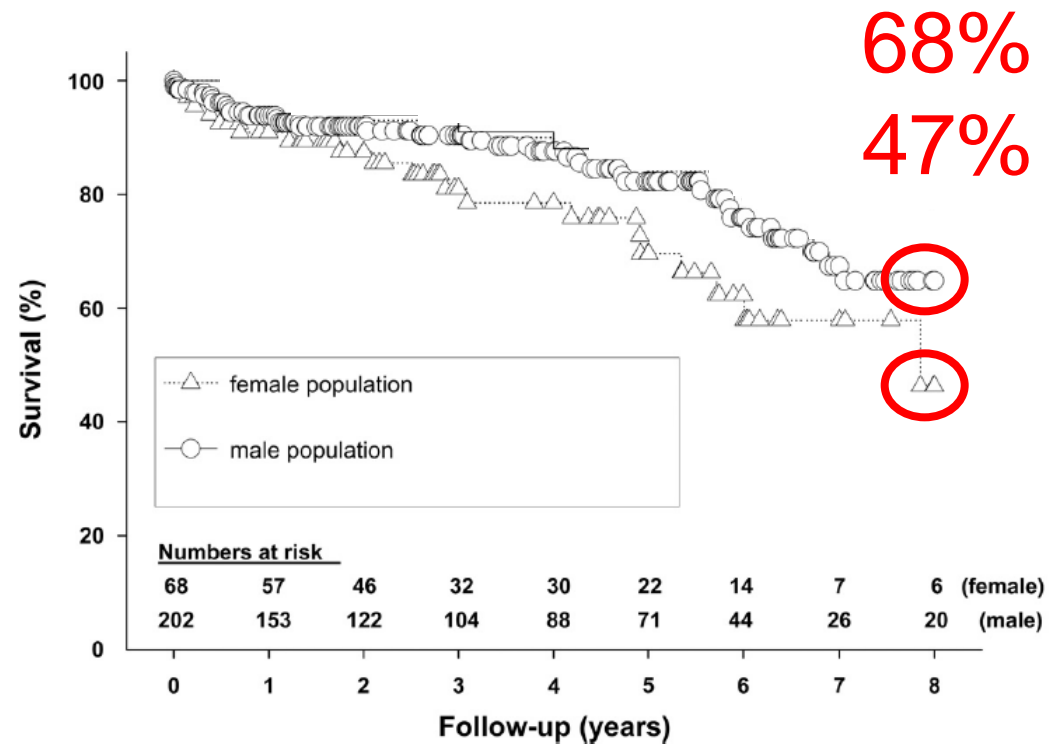 68%
47%
100
80
60
40
20
0
Survival (%)
female population
male population
Numbers at risk
68 57 46 32 30 22 14 7 6 (female)
202 153 122 104 88 71 44 26 20 (male)
0 1 2 3 4 5 6 7 8
Follow-up (years)